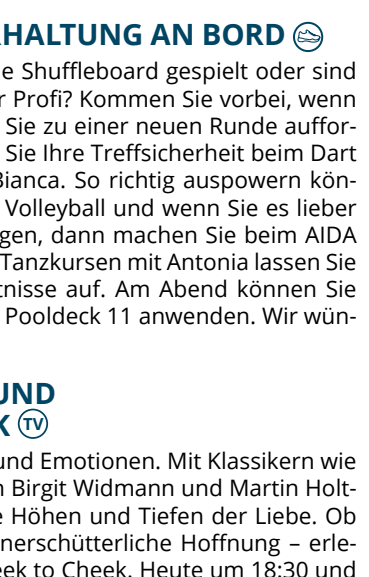 HALTUNG AN BORD
e Shuffleboard gespielt oder sind
r Profi? Kommen Sie vorbei, wenn
Sie zu einer neuen Runde auffor-
Sie Ihre Treffsicherheit beim Dart
Bianca. So richtig auspowern kön-
Volleyball und wenn Sie es lieber
gen, dann machen Sie beim AIDA
Tanzkursen mit Antonia lassen Sie
tnisse auf. Am Abend können Sie
Pooldeck 11 anwenden. Wir wün-
UND
K TV
und Emotionen. Mit Klassikern wie
n Birgit Widmann und Martin Holt-
e Höhen und Tiefen der Liebe. Ob
nerschütterliche Hoffnung – erle-
eek to Cheek. Heute um 18:30 und